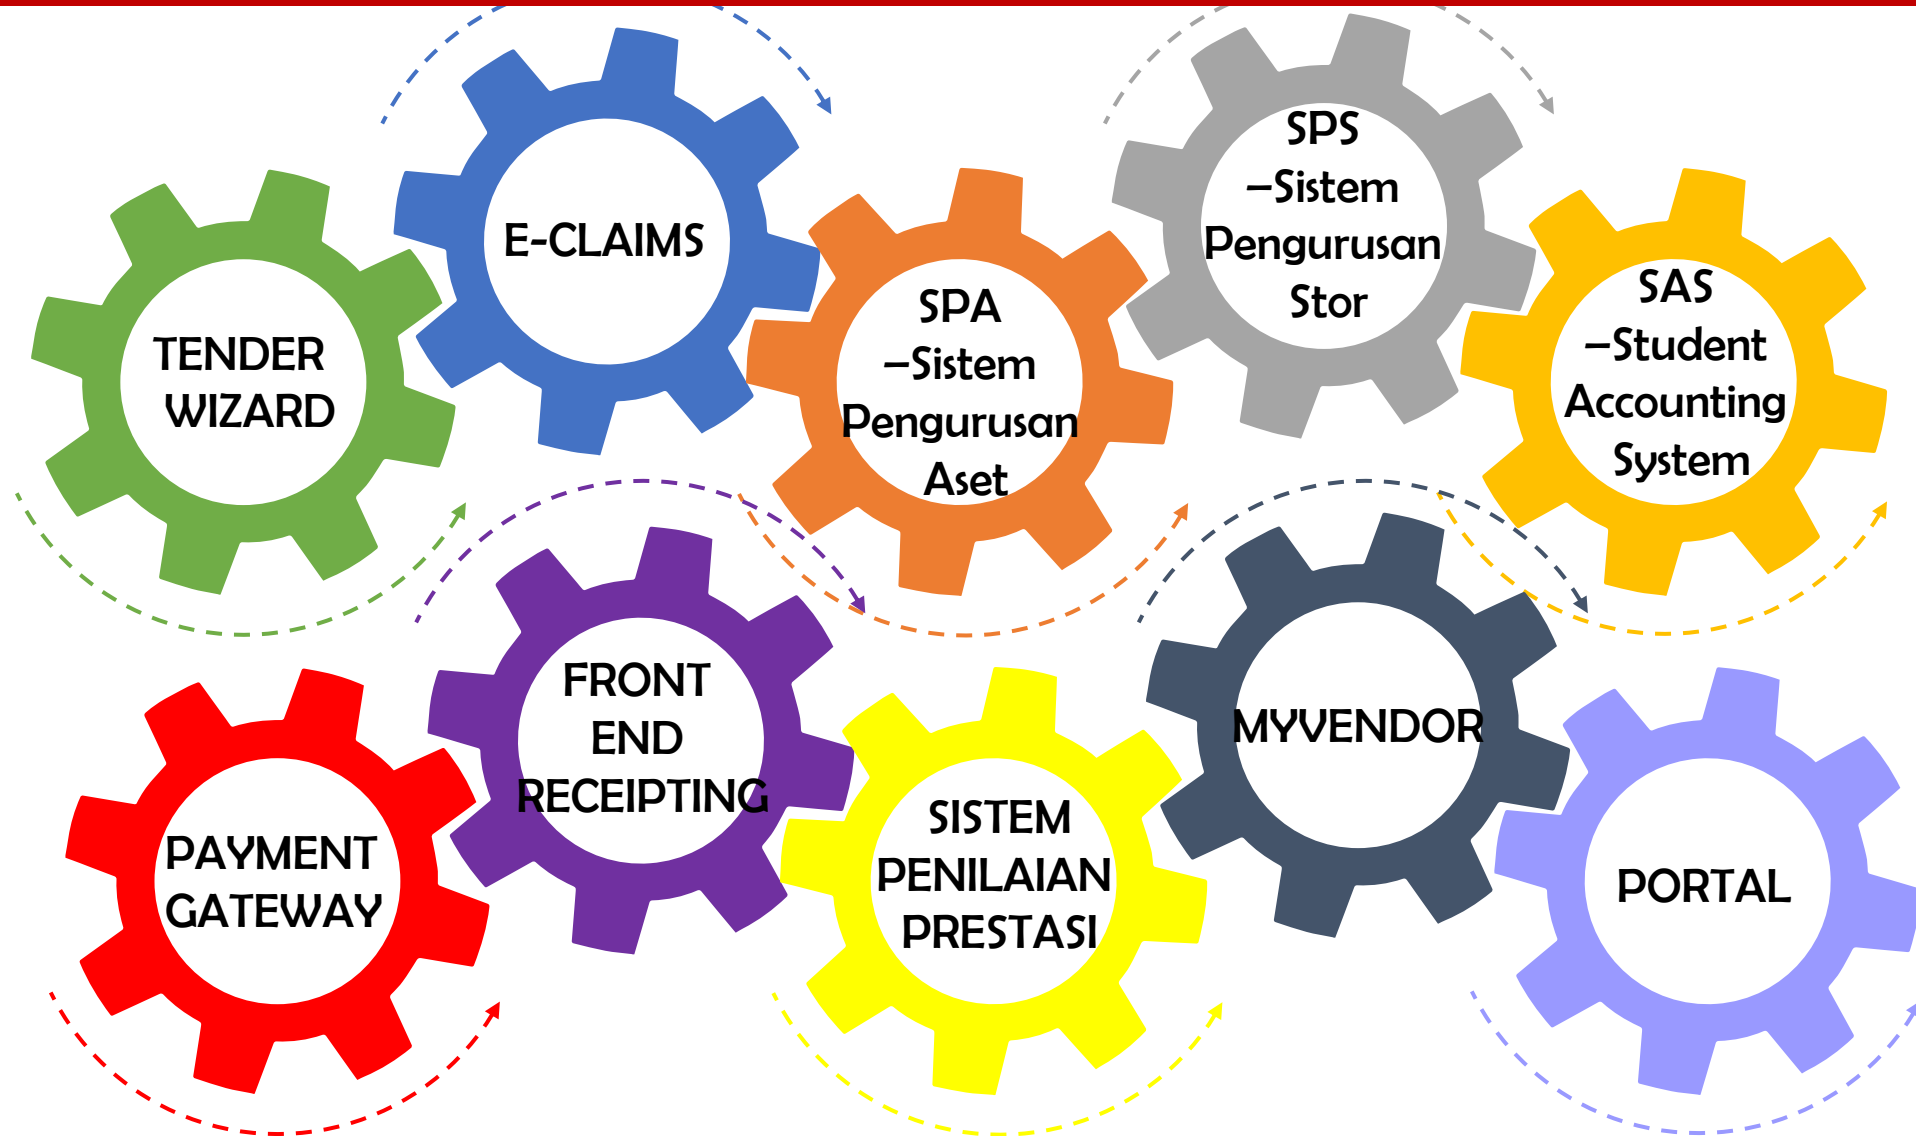 TENDER
WIZARD
E-CLAIMS
SPA
–Sistem
Pengurusan
Aset
SPS
–Sistem
Pengurusan
Stor
SAS
–Student
Accounting
System
PAYMENT
GATEWAY
FRONT
END
RECEIPTING
SISTEM
PENILAIAN
PRESTASI
MYVENDOR
PORTAL